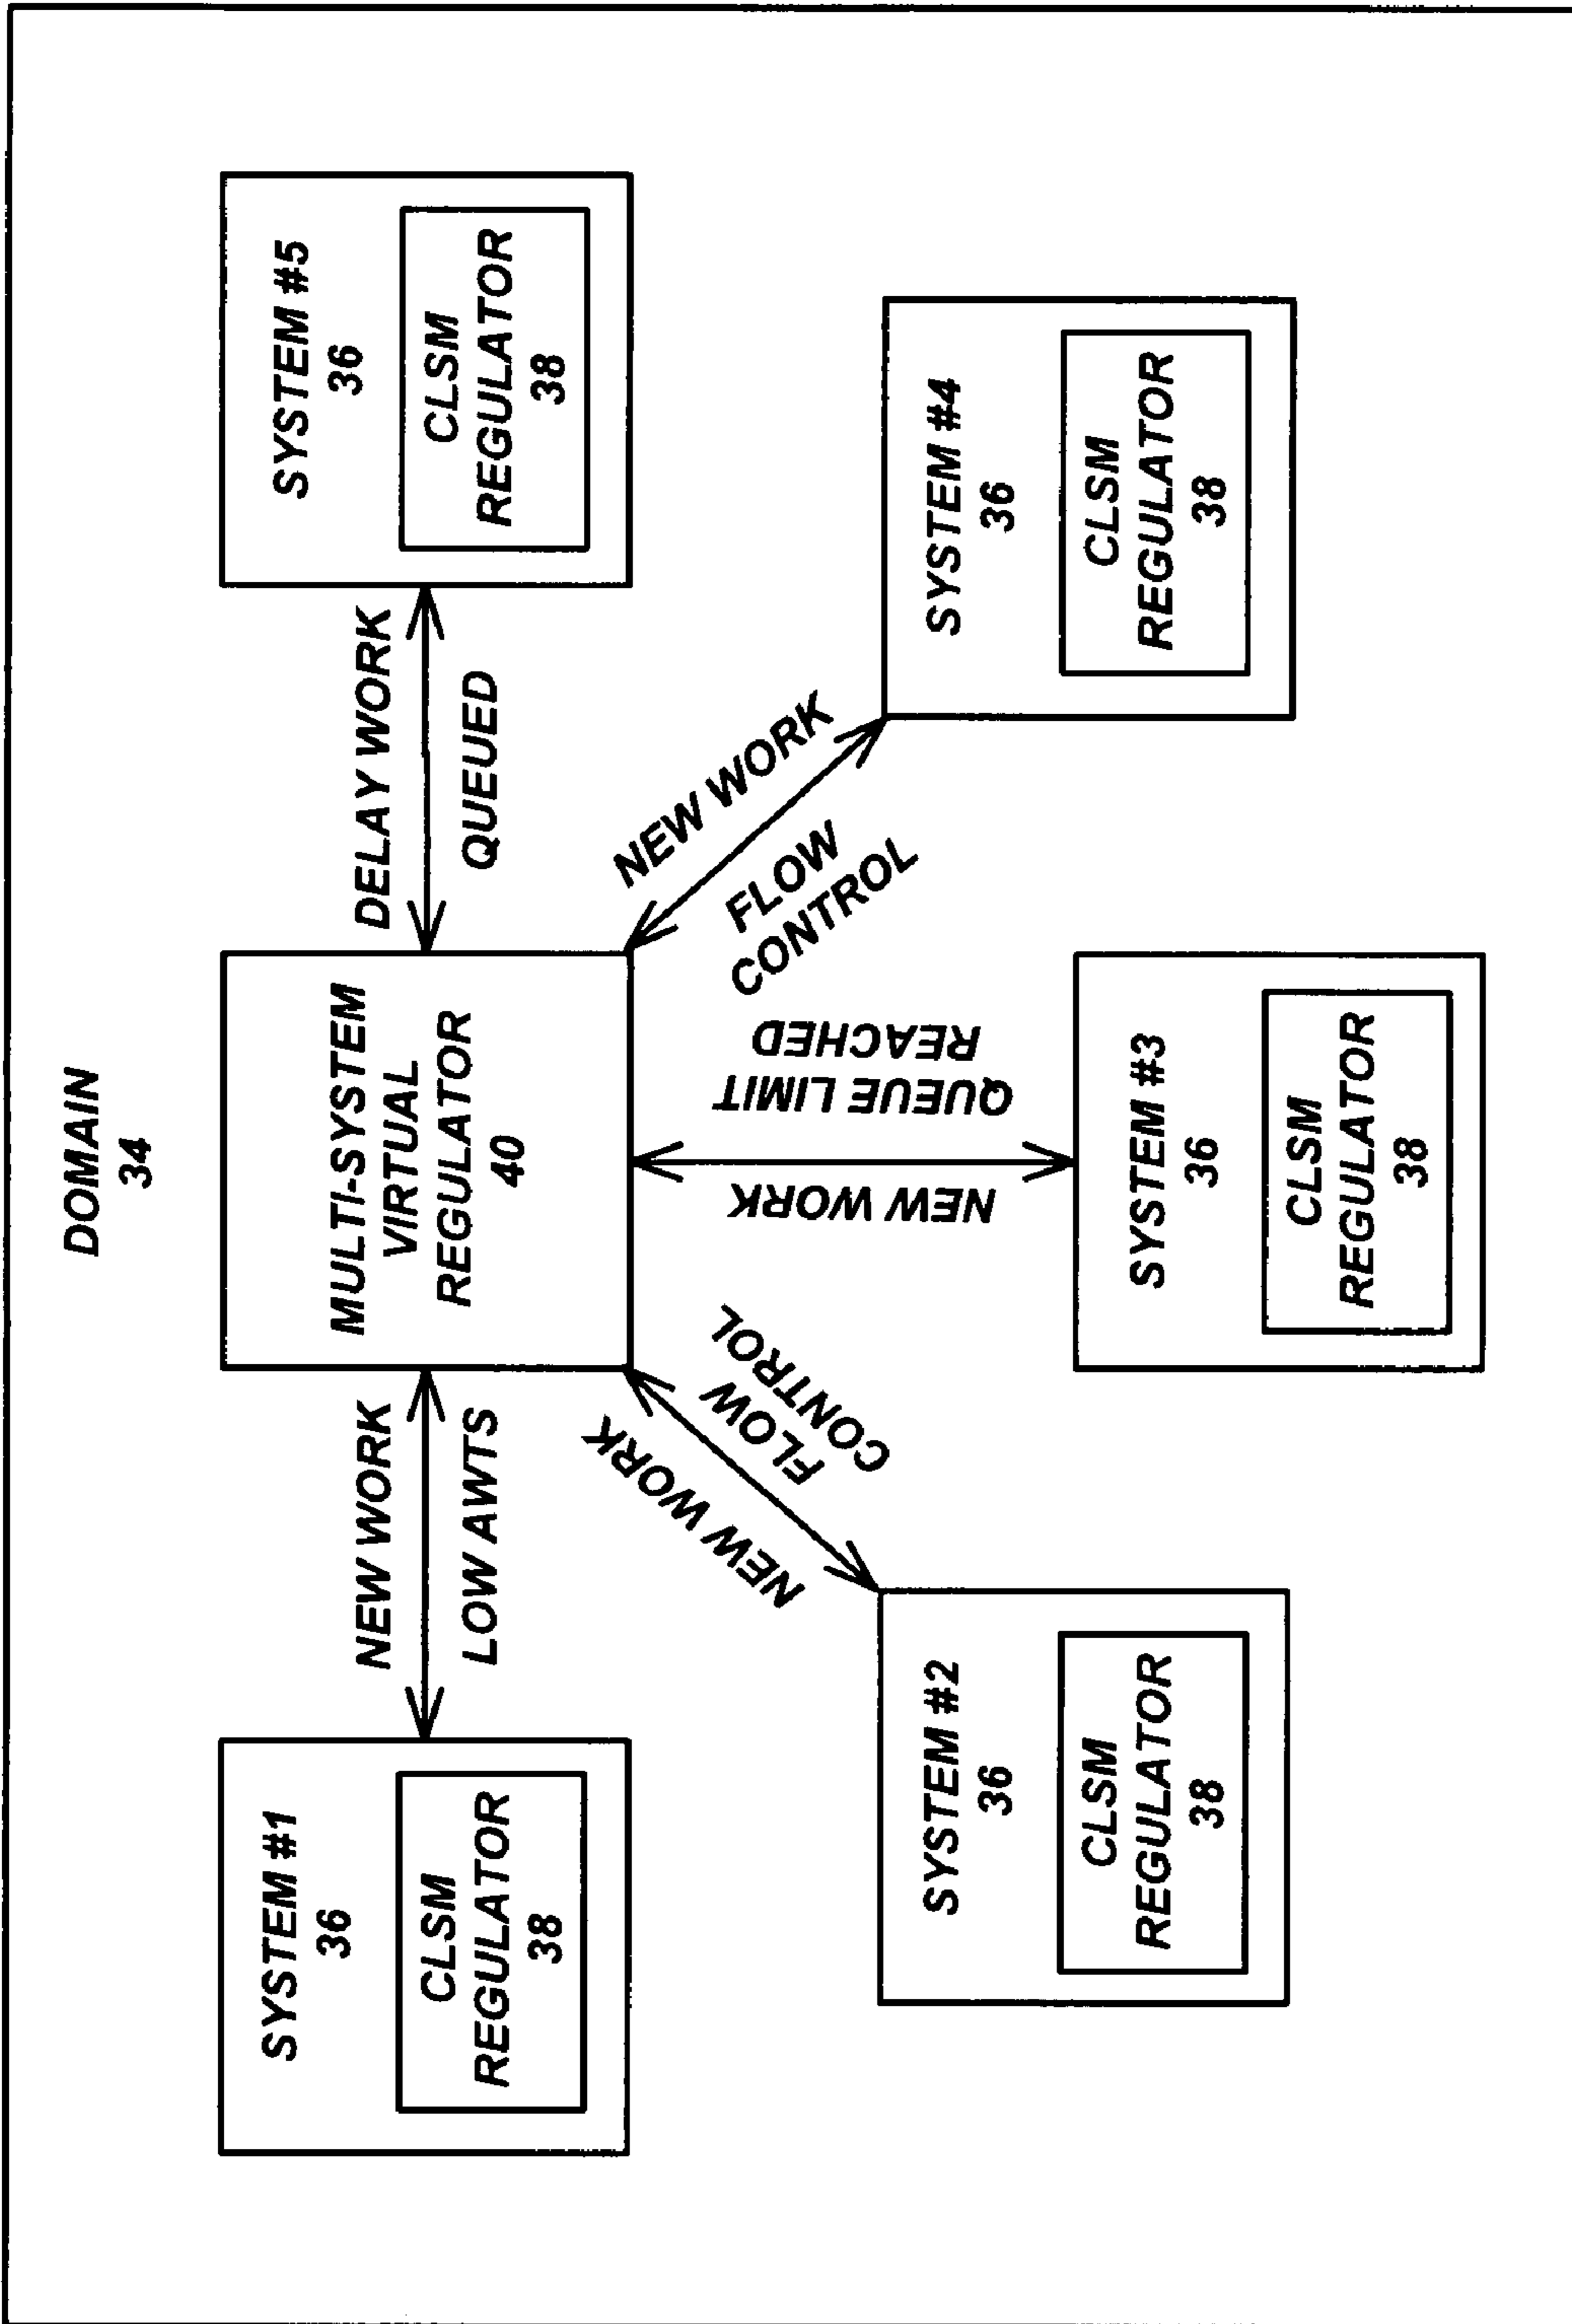 DOMAIN
34
SYSTEM #1
36
CLSM
REGULATOR
38
NEW WORK
LOW AWTS
MULTI-SYSTEM
VIRTUAL
REGULATOR
40
DELAY WORK
QUEUED
SYSTEM #5
36
CLSM
REGULATOR
38
NEW WORK
FLOW
CONTROL
NEW WORK
QUEUE LIMIT
REACHED
NEW WORK
FLOW
CONTROL
SYSTEM #2
36
CLSM
REGULATOR
38
SYSTEM #3
36
CLSM
REGULATOR
38
SYSTEM #4
36
CLSM
REGULATOR
38